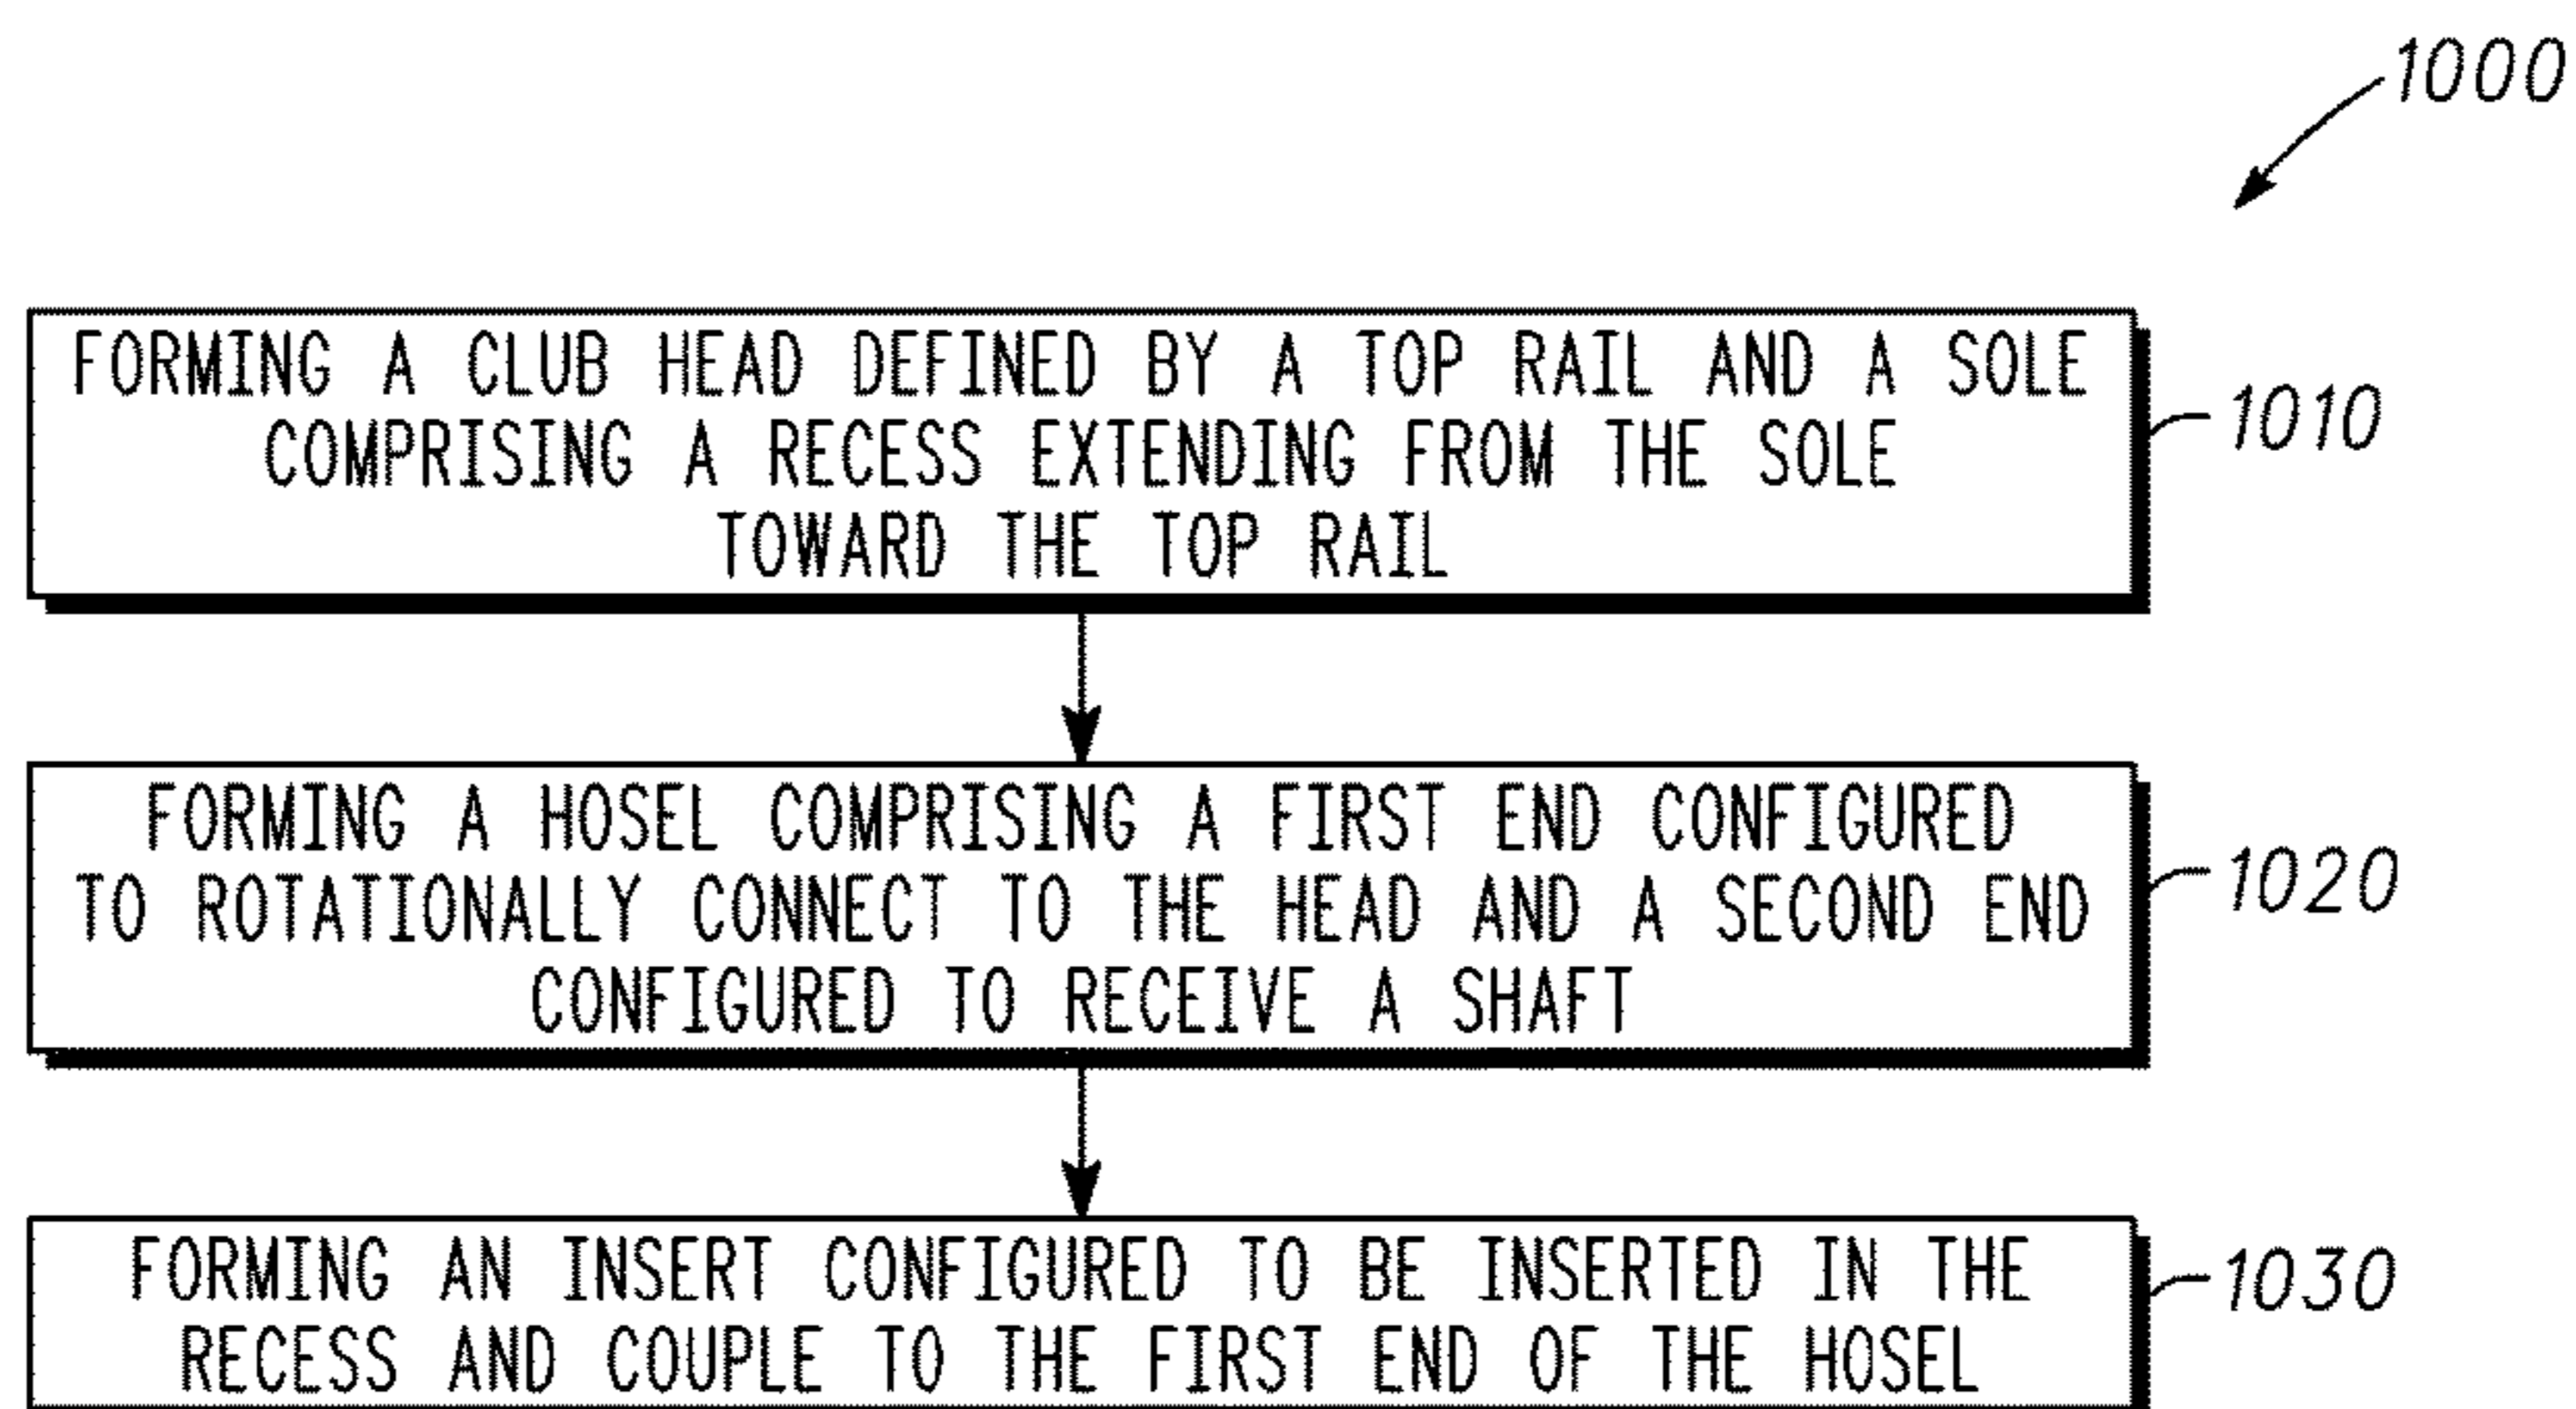 1000
FORMING A CLUB HEAD DEFINED BY A TOP RAIL AND A SOLE
COMPRISING A RECESS EXTENDING FROM THE SOLE
TOWARD THE TOP RAIL
1010
FORMING A HOSEL COMPRISING A FIRST END CONFIGURED
TO ROTATIONALLY CONNECT TO THE HEAD AND A SECOND END
CONFIGURED TO RECEIVE A SHAFT
1020
FORMING AN INSERT CONFIGURED TO BE INSERTED IN THE
RECESS AND COUPLE TO THE FIRST END OF THE HOSEL
1030